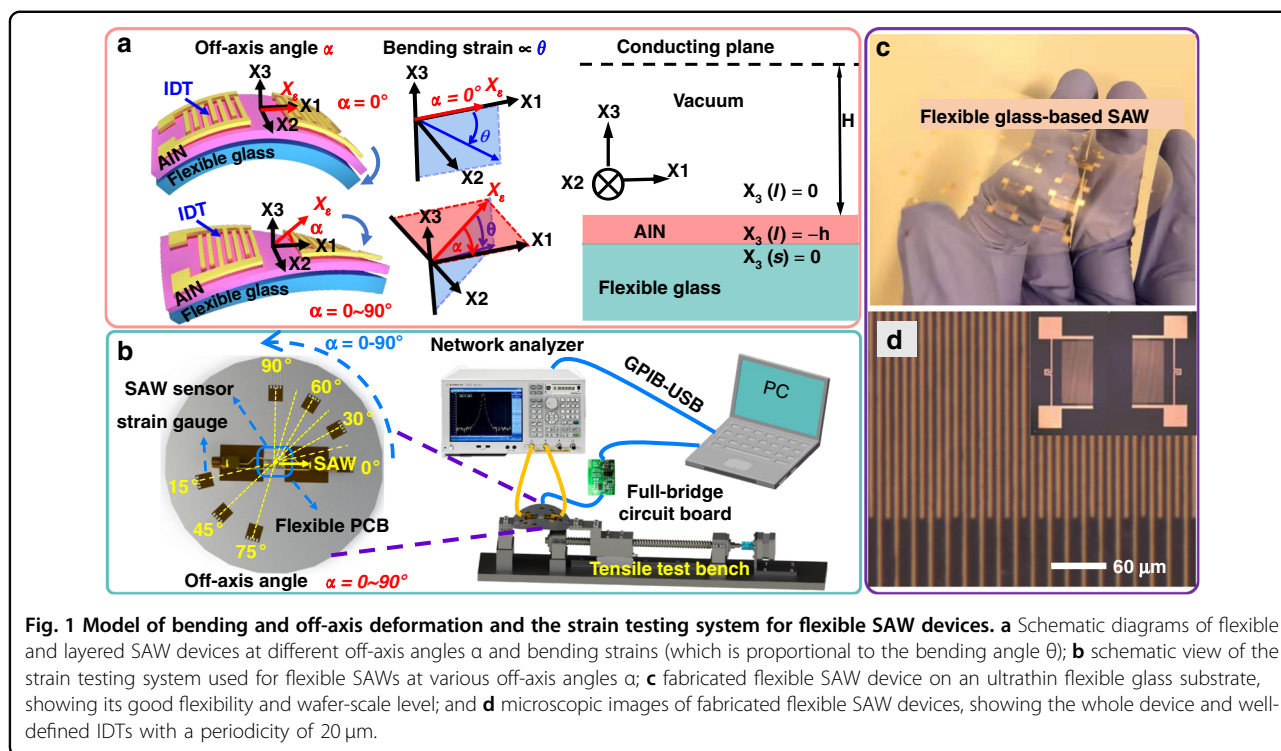 a
Off-axis angle α
Bending strain ∝ θ
IDT
X3
Xε
X1
X2
α = 0°
AlN
Flexible glass
X3
α = 0°
X1
θ
X2
IDT
X3
Xε
α
X1
X2
AlN
Flexible glass
α = 0~90°
X3
Xε
θ
α
X1
X2
Conducting plane
Vacuum
H
X3
X2
X1
X₃ (l) = 0
AlN
X₃ (l) = −h
X₃ (s) = 0
Flexible glass
b
α = 0-90°
90°
60°
30°
0°
SAW sensor
strain gauge
SAW
15°
45°
75°
Flexible PCB
Off-axis angle α = 0~90°
Network analyzer
GPIB-USB
PC
Full-bridge
circuit board
Tensile test bench
c
Flexible glass-based SAW
d
60 μm
Fig. 1 Model of bending and off-axis deformation and the strain testing system for flexible SAW devices. a Schematic diagrams of flexible
and layered SAW devices at different off-axis angles α and bending strains (which is proportional to the bending angle θ); b schematic view of the
strain testing system used for flexible SAWs at various off-axis angles α; c fabricated flexible SAW device on an ultrathin flexible glass substrate,
showing its good flexibility and wafer-scale level; and d microscopic images of fabricated flexible SAW devices, showing the whole device and well-
defined IDTs with a periodicity of 20 μm.